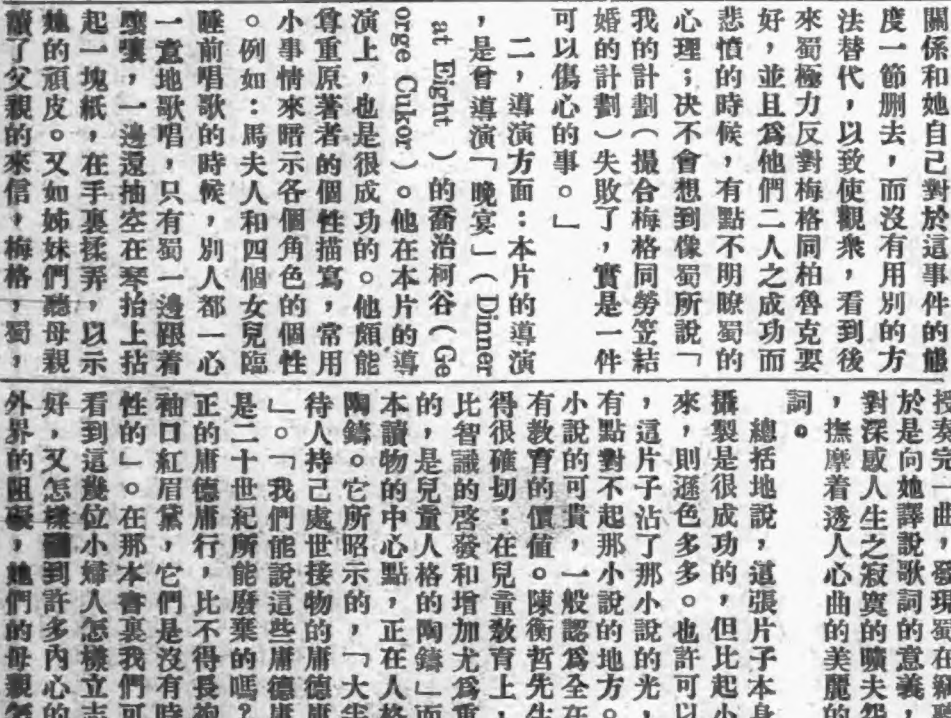 關係和她自己對於這事件的態
度一節删去，而沒有用別的方
法替代，以致使觀衆，看到後
來蜀極力反對梅格同柏魯克要
好，並且爲他們二人之成功而
悲憤的時候，有點不明瞭蜀的
心理；決不會想到像蜀所說「
我的計劃（撮合梅格同勞笠結
婚的計劃）失敗了，實是一件
可以傷心的事。」
二，導演方面：本片的導演
，是曾導演「晚宴」（Dinner
at Eight）的喬治柯谷（Ge
orge Cukor）。他在本片的導
演上，也是很成功的。他頗能
尊重原著者的個性描寫，常用
小事情來暗示各個角色的個性
。例如：馬夫人和四個女兒臨
睡前唱歌的時候，別人都一心
一意地歌唱，只有蜀一邊跟着
嚷嚷，一邊還抽空在琴抬上拈
起一塊紙，在手裏揉弄，以示
她的頑皮。又如姊妹們聽母親
讀了父親的來信，梅格，蜀，
奏完一曲，發現蜀在
於是向她譯說歌詞的意義，
對深感人生之寂寞的曠夫怨
，撫摩着透人心曲的美麗的
詞。
總括地說，這張片子本身
攝製是很成功的，但比起小
來，則遜色多多。也許可以
，這片子沾了那小說的光，
有點對不起那小說的地方。
小說的可貴，一般認爲全在
有教育的價值。陳衡哲先生
得很確切：在兒童教育上，
比智識的啓發和增加尤爲重
的，是兒童人格的陶鑄」而
本讀物的中心點，正在人格
陶鑄。它所昭示的，「大半
待人持己處世接物的庸德庸
」。「我們能說這些庸德庸
是二十世紀所能廢棄的嗎？
正的庸德庸行，比不得長袍
袖口紅眉黛，它們是沒有時
性的」。在那本書裏我們可
看到這幾位小婦人怎樣立志
好，又怎樣到許多內心的
外界的阻礙，她們的母親怎